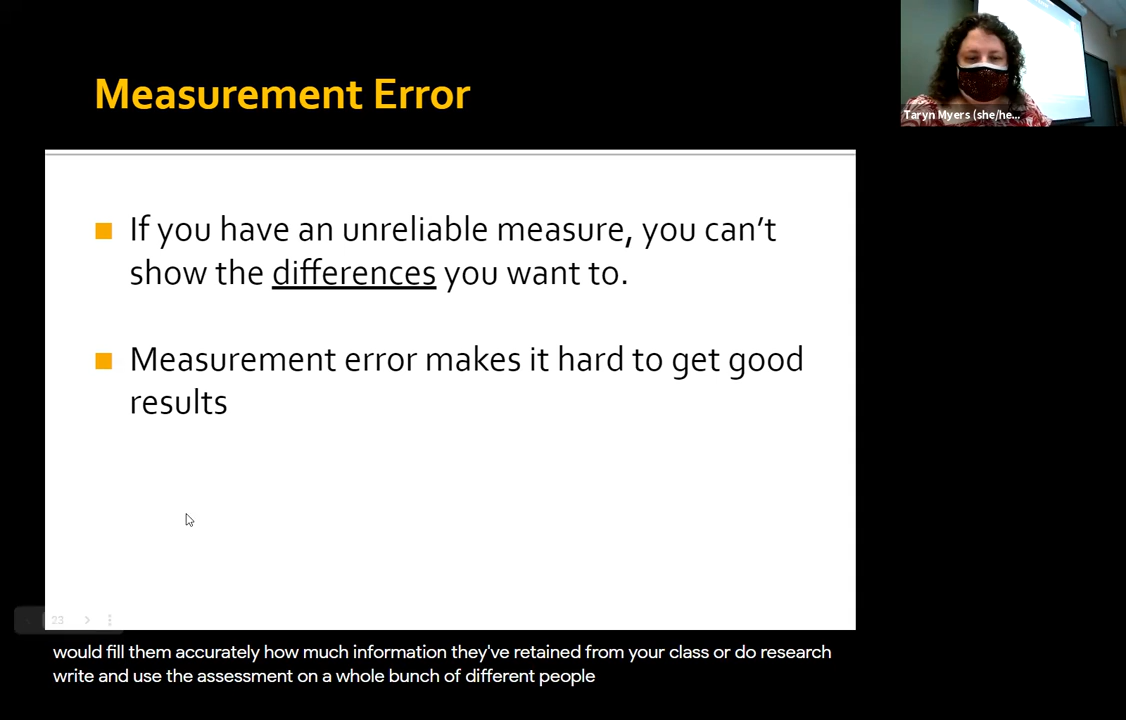 Measurement Error
Taryn Myers (she/he...
If you have an unreliable measure, you can’t
show the differences you want to.
Measurement error makes it hard to get good
results
23
would fill them accurately how much information they've retained from your class or do research
write and use the assessment on a whole bunch of different people